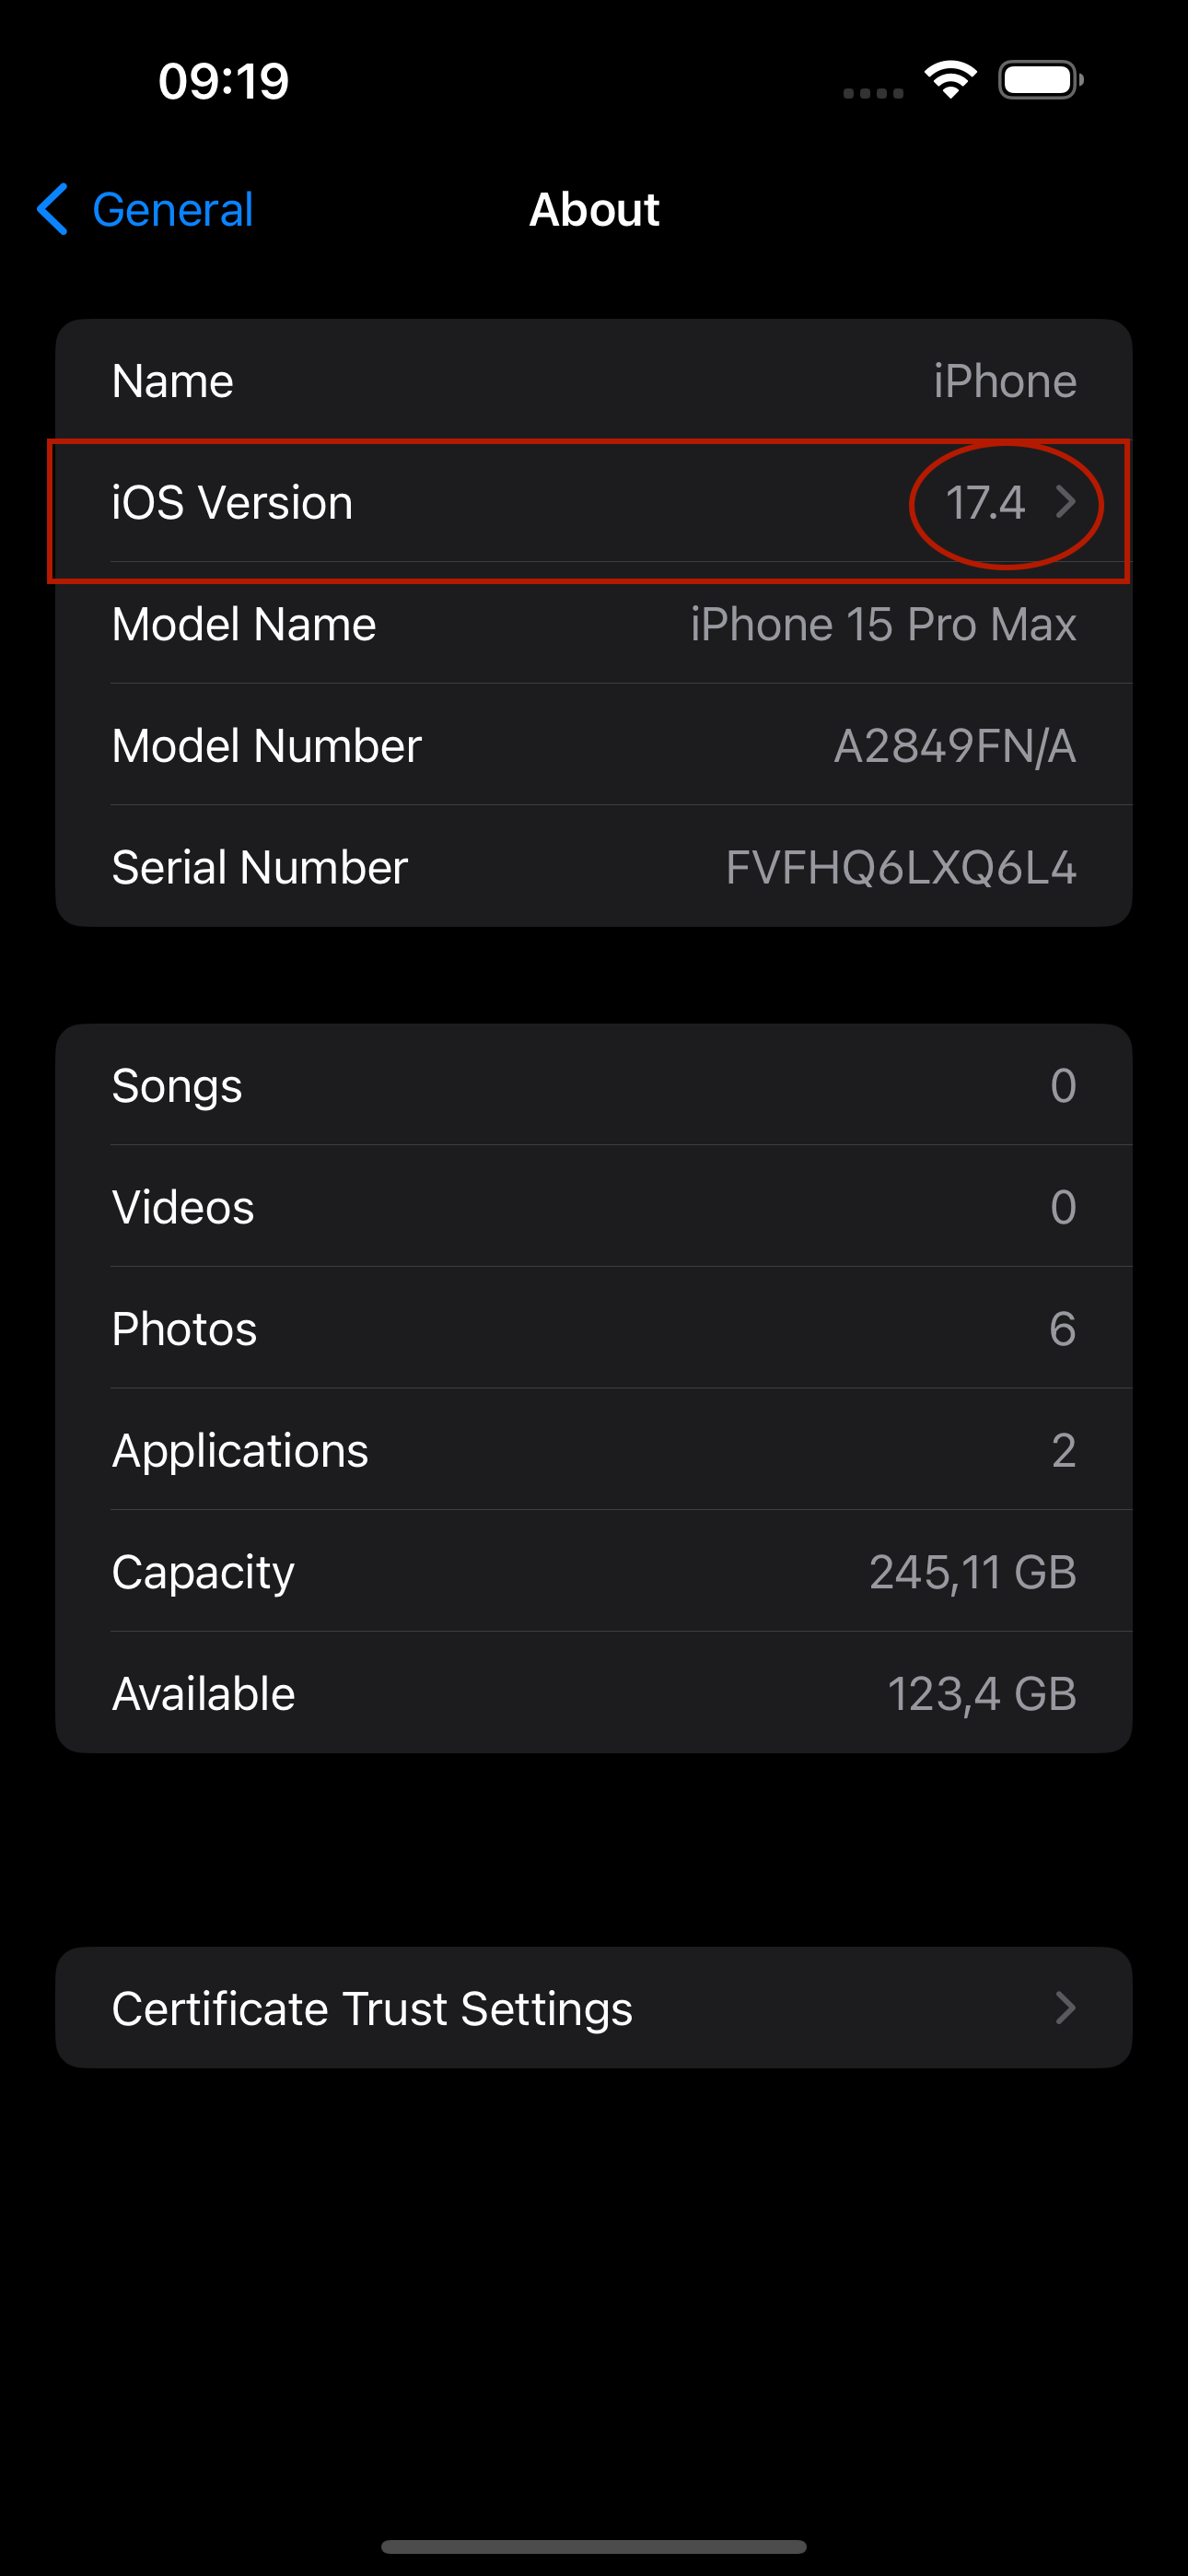 09:19
General
About
Name iPhone
iOS Version 17.4
Model Name iPhone 15 Pro Max
Model Number A2849FN/A
Serial Number FVFHQ6LXQ6L4
Songs 0
Videos 0
Photos 6
Applications 2
Capacity 245,11 GB
Available 123,4 GB
Certificate Trust Settings